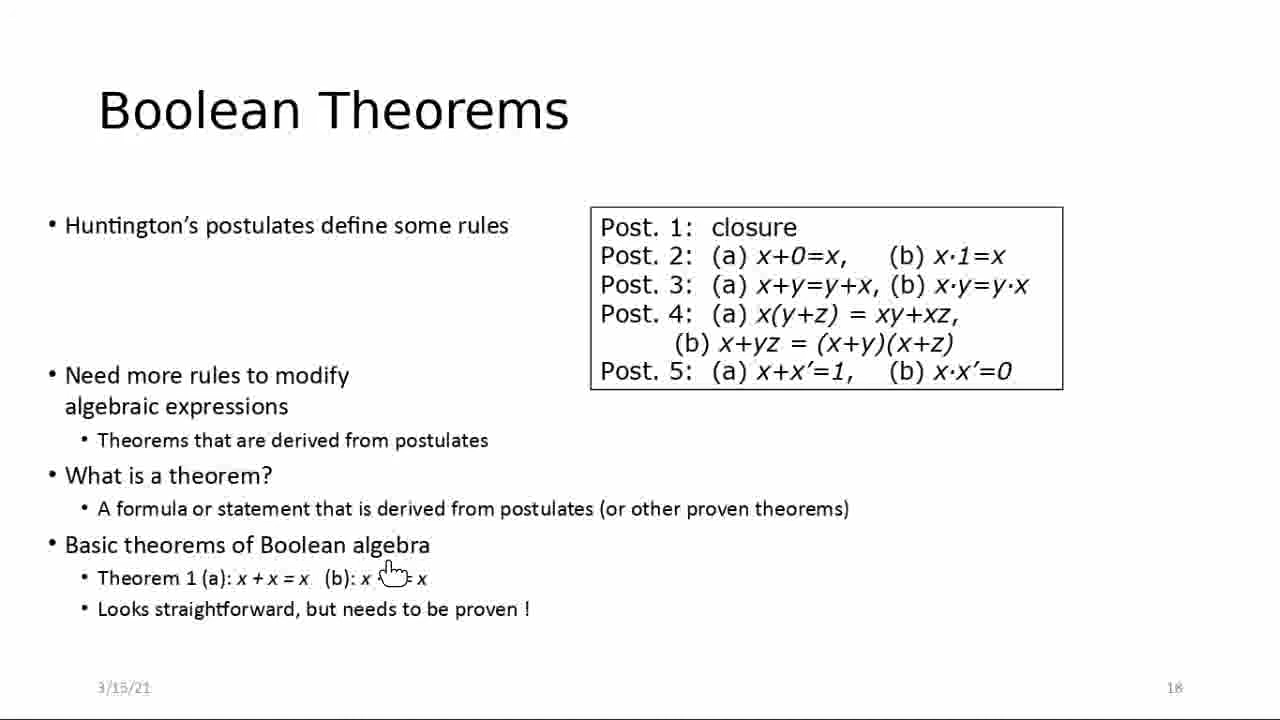 Boolean Theorems
• Huntington’s postulates define some rules
Post. 1: closure
Post. 2: (a) x+0=x, (b) x·1=x
Post. 3: (a) x+y=y+x, (b) x·y=y·x
Post. 4: (a) x(y+z) = xy+xz,
(b) x+yz = (x+y)(x+z)
Post. 5: (a) x+x′=1, (b) x·x′=0
• Need more rules to modify
algebraic expressions
• Theorems that are derived from postulates
• What is a theorem?
• A formula or statement that is derived from postulates (or other proven theorems)
• Basic theorems of Boolean algebra
• Theorem 1 (a): x + x = x (b): x = x
• Looks straightforward, but needs to be proven !
3/15/21
18